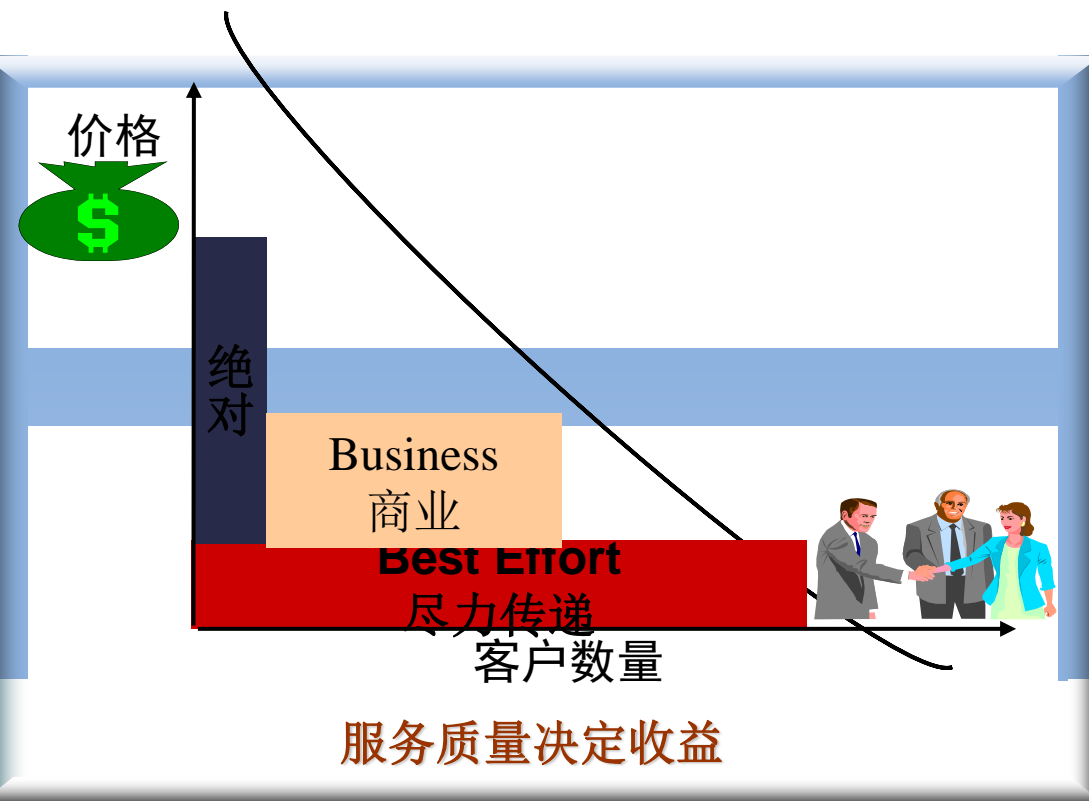 价格
$
绝
对
Business
商业
Best Effort
尽力传递
客户数量
服务质量决定收益